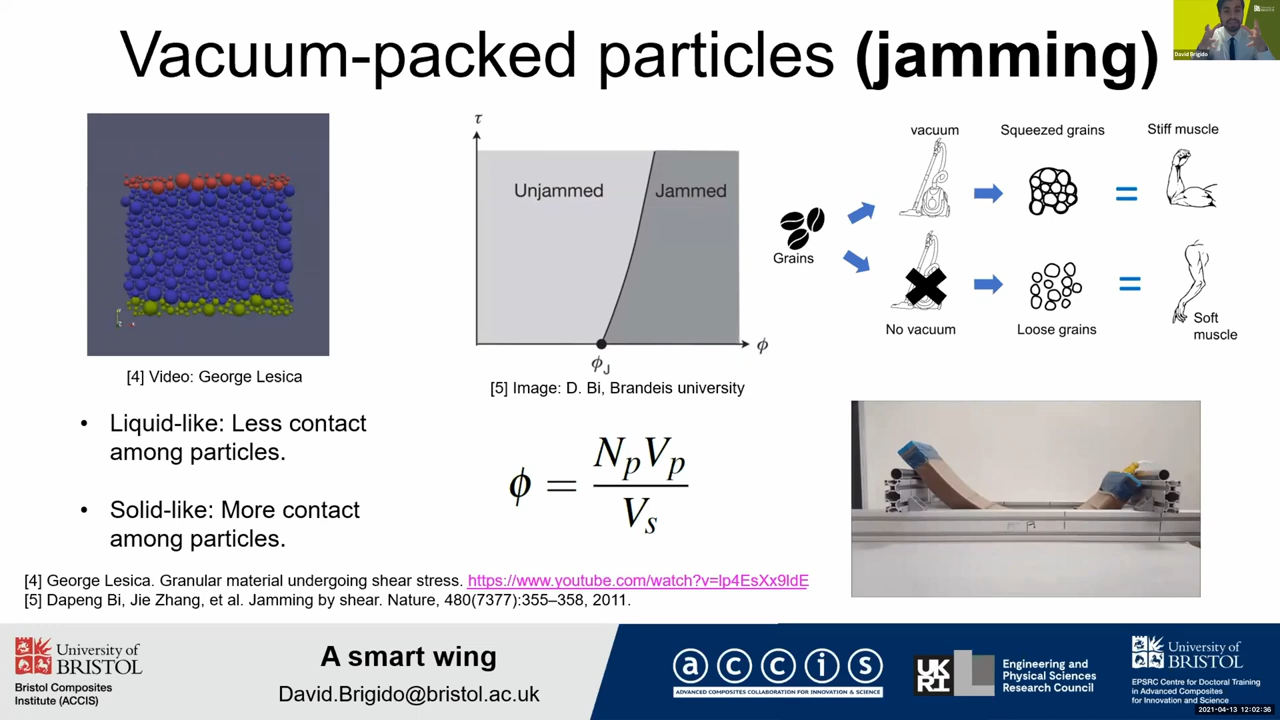 Vacuum-packed particles (jamming)
University of
BRISTOL
David Brigido
τ
Unjammed
Jammed
ϕ
ϕJ
[4] Video: George Lesica
[5] Image: D. Bi, Brandeis university
vacuum
Squeezed grains
Stiff muscle
Grains
No vacuum
Loose grains
Soft
muscle
• Liquid-like: Less contact
among particles.
• Solid-like: More contact
among particles.
ϕ = NpVp / Vs
[4] George Lesica. Granular material undergoing shear stress. https://www.youtube.com/watch?v=lp4EsXx9IdE
[5] Dapeng Bi, Jie Zhang, et al. Jamming by shear. Nature, 480(7377):355–358, 2011.
University of
BRISTOL
Bristol Composites
Institute (ACCIS)
A smart wing
David.Brigido@bristol.ac.uk
accis
ADVANCED COMPOSITES COLLABORATION FOR INNOVATION & SCIENCE
UK
RI
Engineering and
Physical Sciences
Research Council
University of
BRISTOL
EPSRC Centre for Doctoral Training
in Advanced Composites
for Innovation and Science
2021-04-13 12:02:36